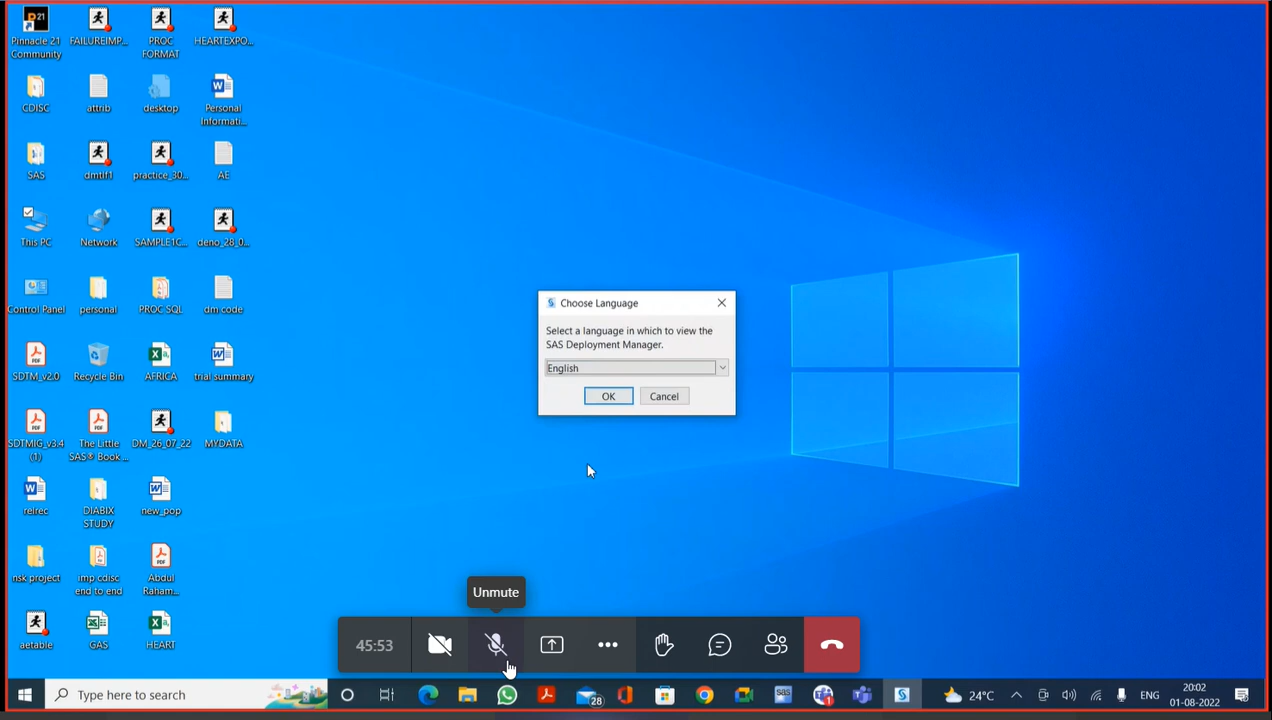 Pinnacle 21
Community
FAILUREIMP...
PROC
FORMAT
HEARTEXPO...
CDISC
attrib
desktop
Personal
Informati...
SAS
dmtlf1
practice_30...
AE
This PC
Network
SAMPLE1C...
deno_28_0...
Control Panel
personal
PROC SQL
dm code
SDTM_v2.0
Recycle Bin
AFRICA
trial summary
SDTMIG_v3.4
(1)
The Little
SAS® Book ...
DM_26_07_22
MYDATA
reirec
DIABIX
STUDY
new_pop
nsk project
imp cdisc
end to end
Abdul
Raham...
aetable
GAS
HEART
Choose Language
Select a language in which to view the
SAS Deployment Manager.
English
OK
Cancel
Unmute
45:53
Type here to search
28
sas
1
24°C
ENG
20:02
01-08-2022